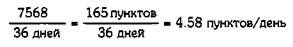 7568 / 36 дней = 165 пунктов / 36 дней = 4.58 пунктов/день